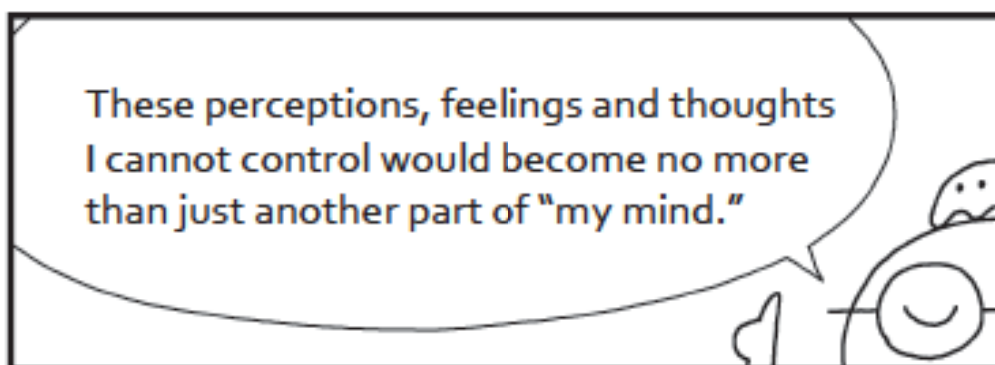 These perceptions, feelings and thoughts
I cannot control would become no more
than just another part of “my mind.”